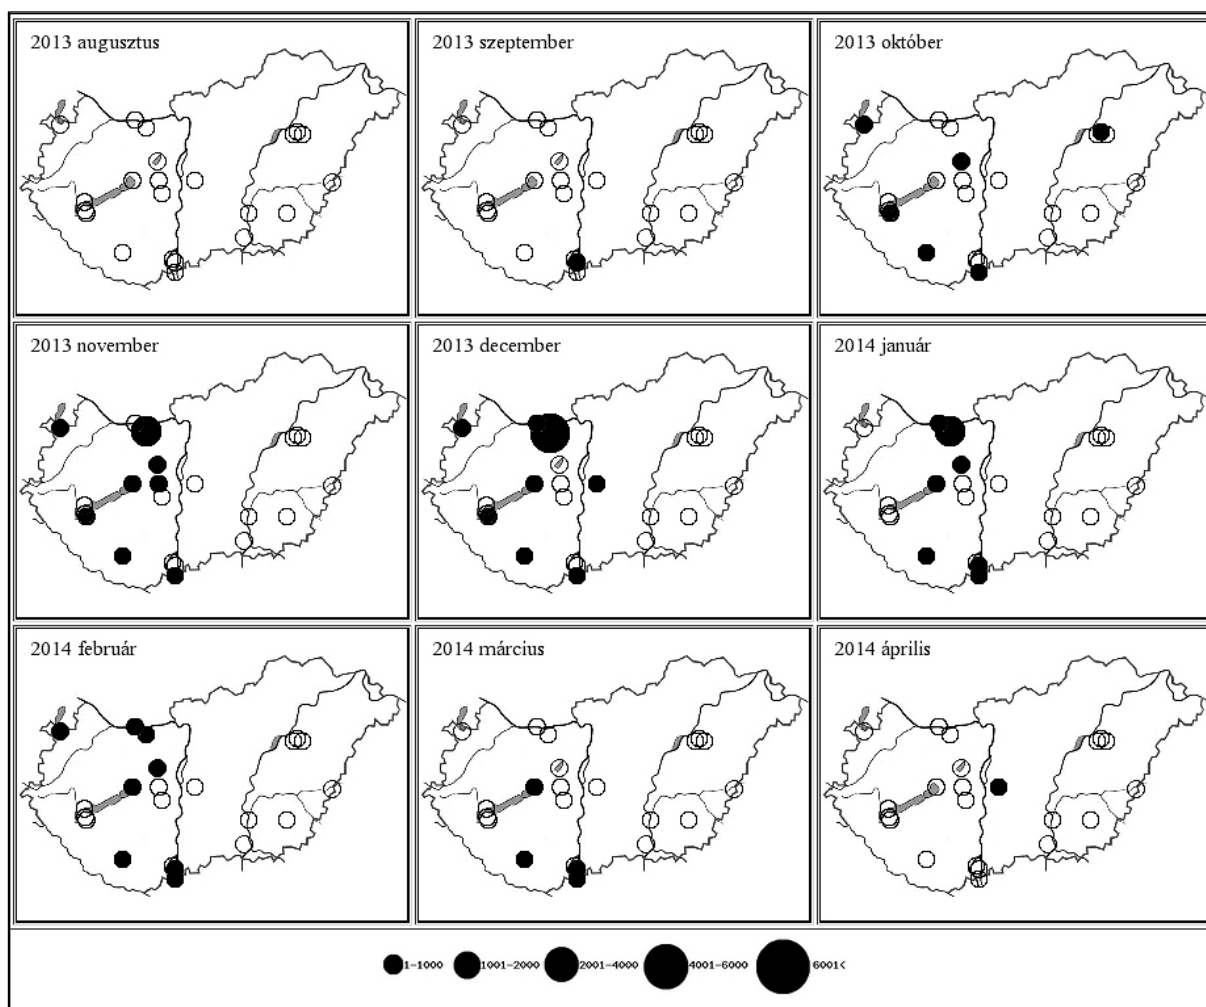 2013 augusztus
2013 szeptember
2013 október
2013 november
2013 december
2014 január
2014 február
2014 március
2014 április
1-1000 1001-2000 2001-4000 4001-6000 6001<